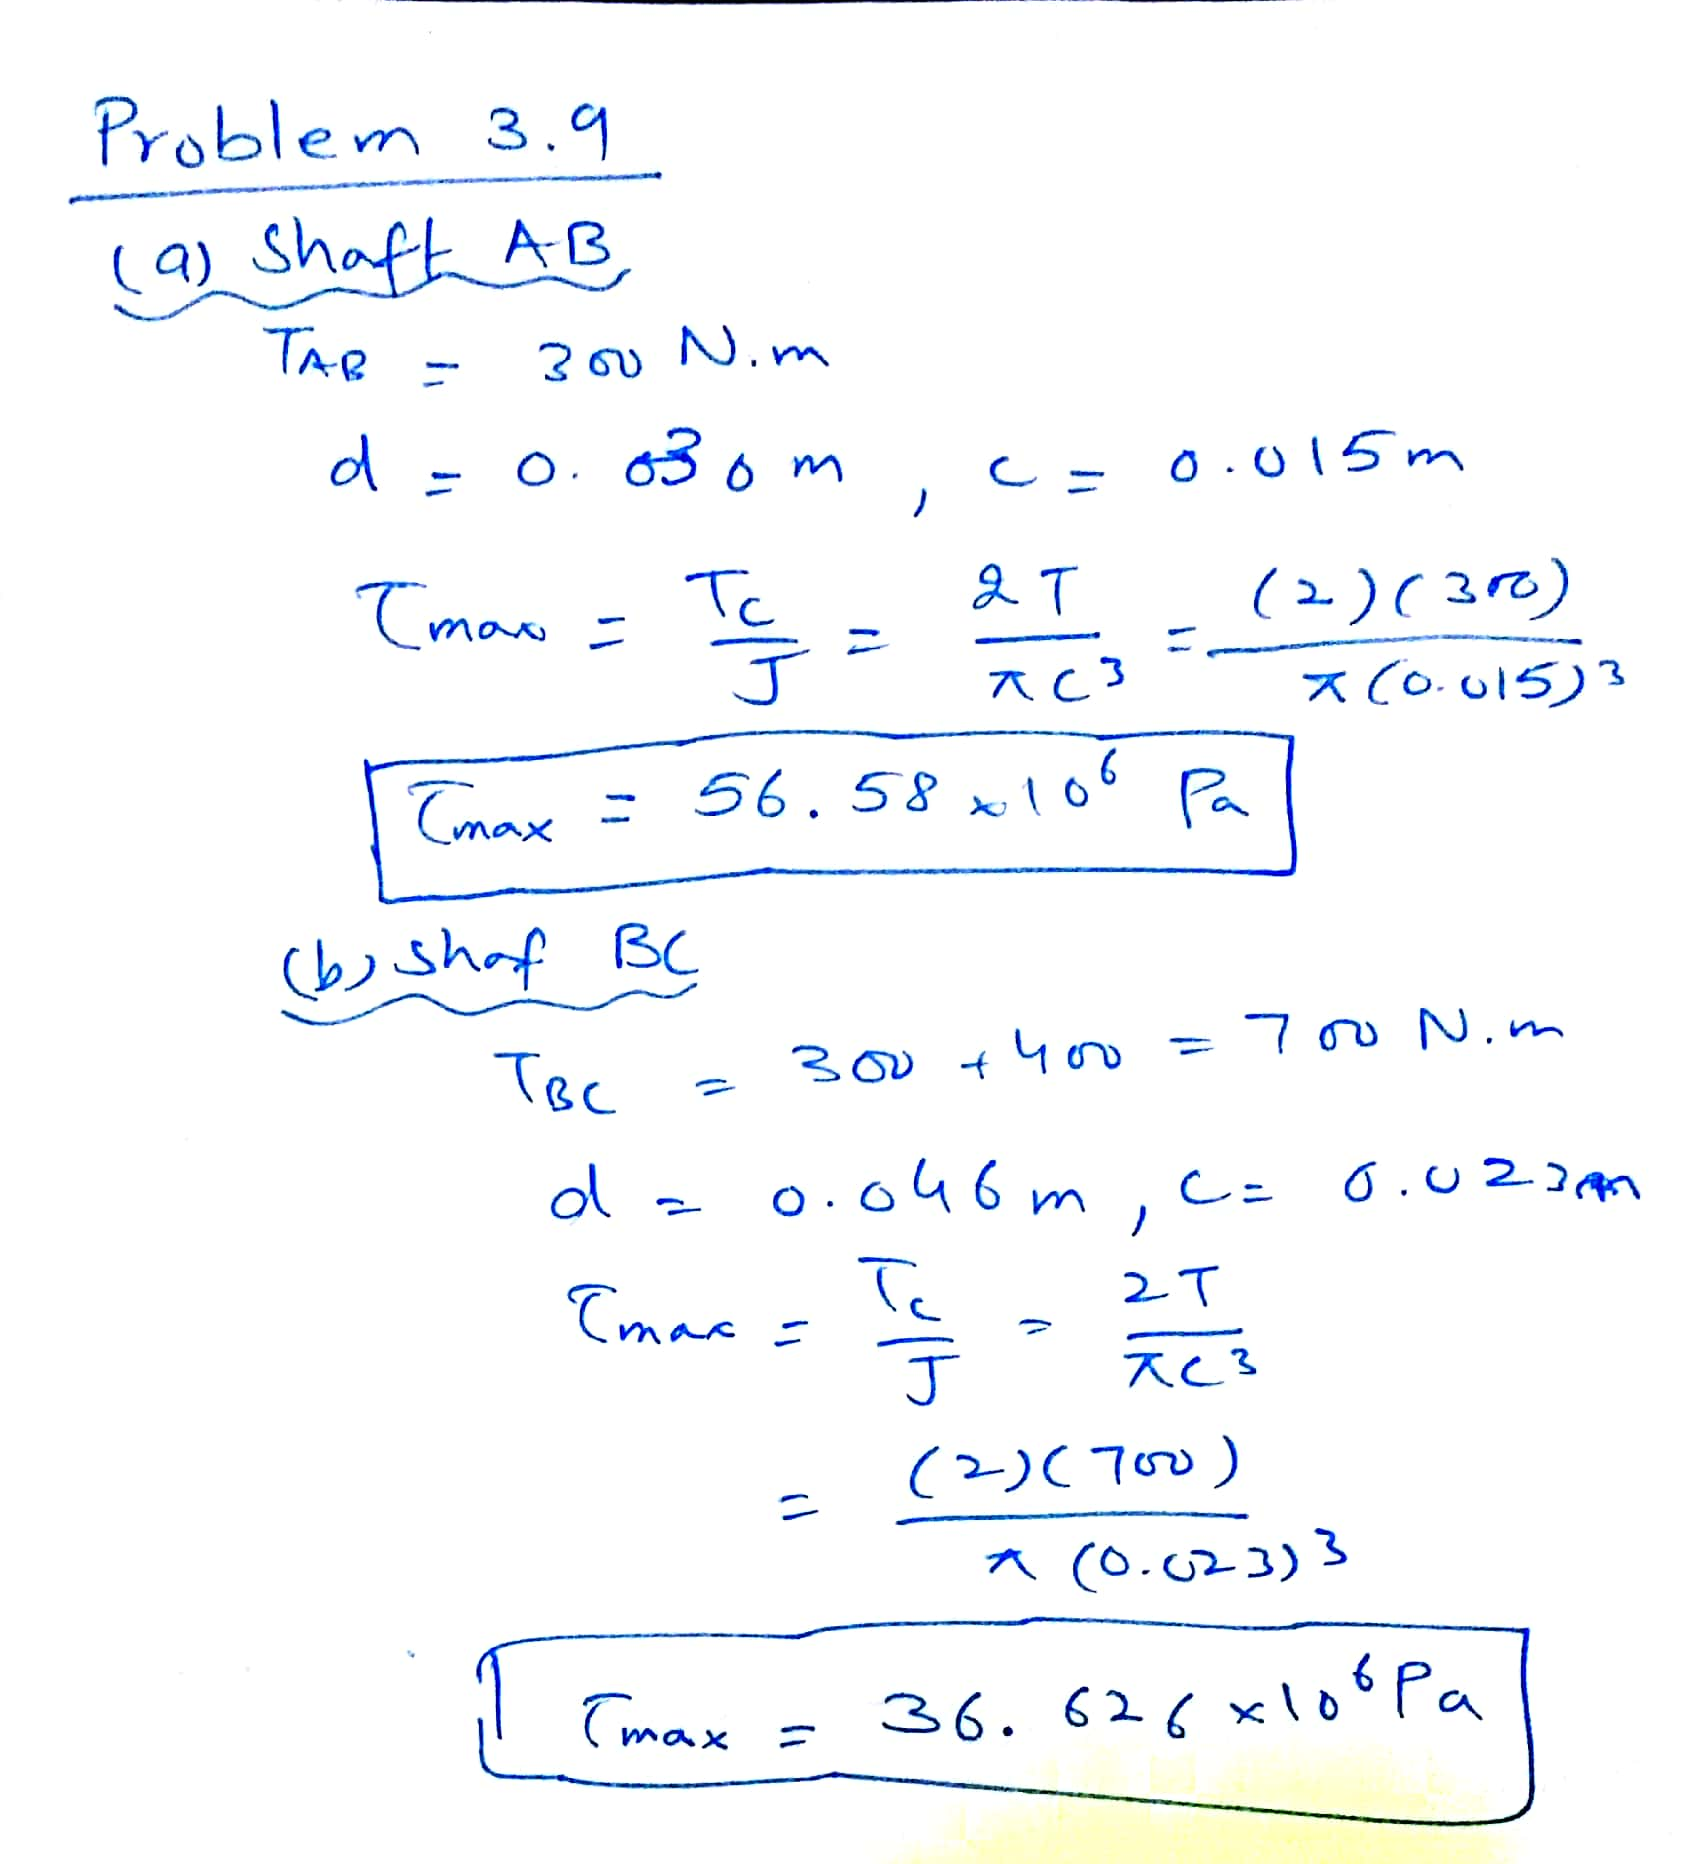 Problem 3.9
(a) Shaft AB
TAB = 300 N.m
d = 0.030 m , c = 0.015m
τmax = Tc/J = 2T/πc³ = (2)(300)/π(0.015)³
τmax = 56.58 x10⁶ Pa
(b) Shaf BC
TBC = 300 + 400 = 700 N.m
d = 0.046 m , c = 0.023m
τmax = Tc/J = 2T/πc³
= (2)(700)/π(0.023)³
τmax = 36.626 x10⁶ Pa